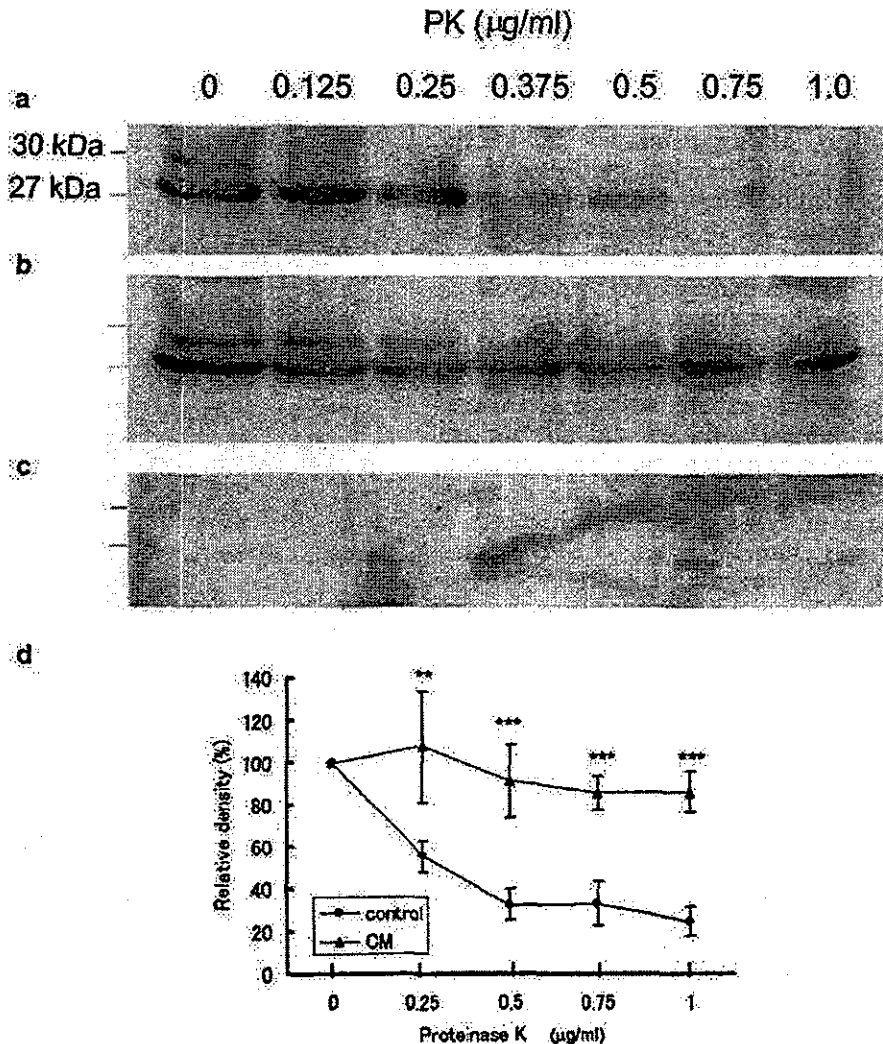 PK (µg/ml)
a 0 0.125 0.25 0.375 0.5 0.75 1.0
30 kDa
27 kDa
b
c
d
140
120
100
80
60
40
20
0
Relative density (%)
** *** *** ***
control
CM
0 0.25 0.5 0.75 1
Proteinase K (µg/ml)